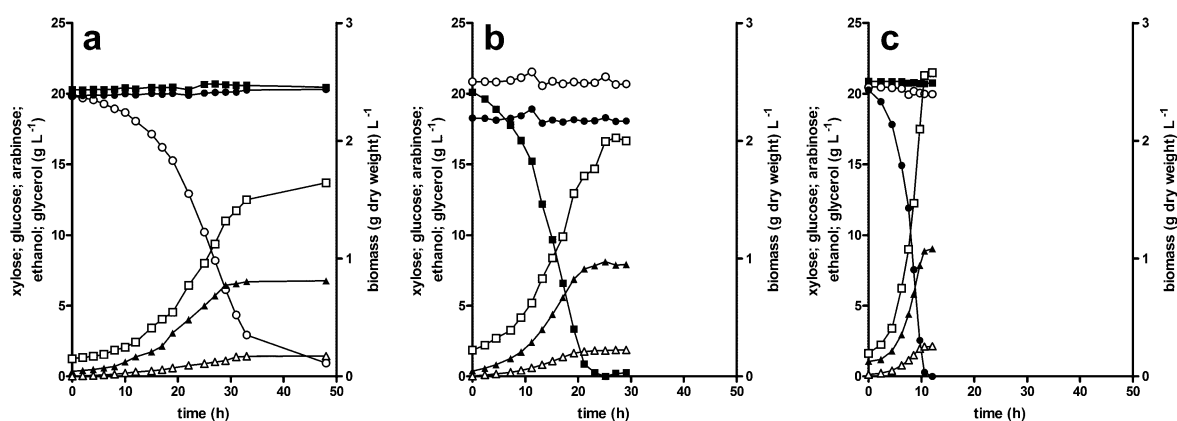 a
25
20
15
10
5
0
3
2
1
0
0 10 20 30 40 50
time (h)
xylose; glucose; arabinose;
ethanol; glycerol (g L⁻¹)
biomass (g dry weight) L⁻¹
b
25
20
15
10
5
0
3
2
1
0
0 10 20 30 40 50
time (h)
xylose; glucose; arabinose;
ethanol; glycerol (g L⁻¹)
biomass (g dry weight) L⁻¹
c
25
20
15
10
5
0
3
2
1
0
0 10 20 30 40 50
time (h)
xylose; glucose; arabinose;
ethanol; glycerol (g L⁻¹)
biomass (g dry weight) L⁻¹